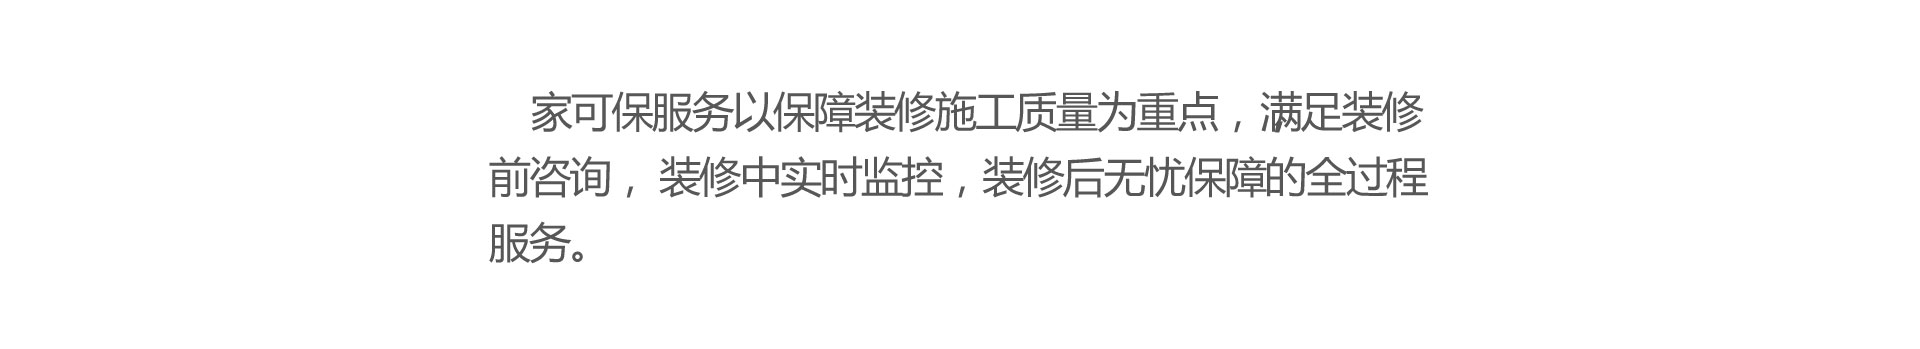 家可保服务以保障装修施工质量为重点，满足装修
前咨询， 装修中实时监控，装修后无忧保障的全过程
服务。